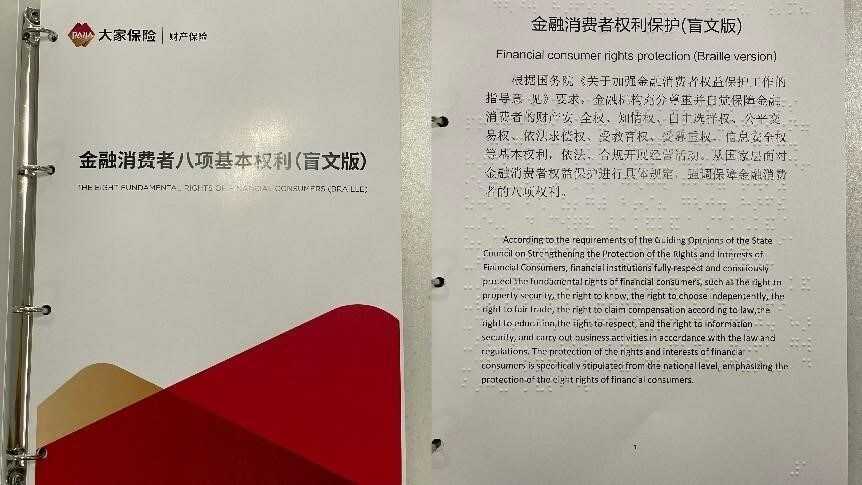 DAJIA 大家保险 | 财产保险
金融消费者八项基本权利(盲文版)
THE EIGHT FUNDAMENTAL RIGHTS OF FINANCIAL CONSUMERS (BRAILLE)
金融消费者权利保护(盲文版)
Financial consumer rights protection (Braille version)
根据国务院《关于加强金融消费者权益保护工作的
指导意 见》要求，金融机构充分尊重并自觉保障金融
消费者的财产安 全权、知情权、自主选择权、公平交
易权、依法求偿权、受教育权、受尊重权、信息安全权
等基本权利，依法、合规开展经营活动。从国家层面对
金融消费者权益保护进行具体规定，强调保障金融消费
者的八项权利。
According to the requirements of the Guiding Opinions of the State
Council on Strengthening the Protection of the Rights and Interests of
Financial Consumers, financial institutions fully respect and consciously
protect the fundamental rights of financial consumers, such as the right to
property security, the right to know, the right to choose independently, the
right to fair trade, the right to claim compensation according to law, the
right to education, the right to respect, and the right to information
security, and carry out business activities in accordance with the law and
regulations. The protection of the rights and interests of financial
consumers is specifically stipulated from the national level, emphasizing the
protection of the eight rights of financial consumers.
1